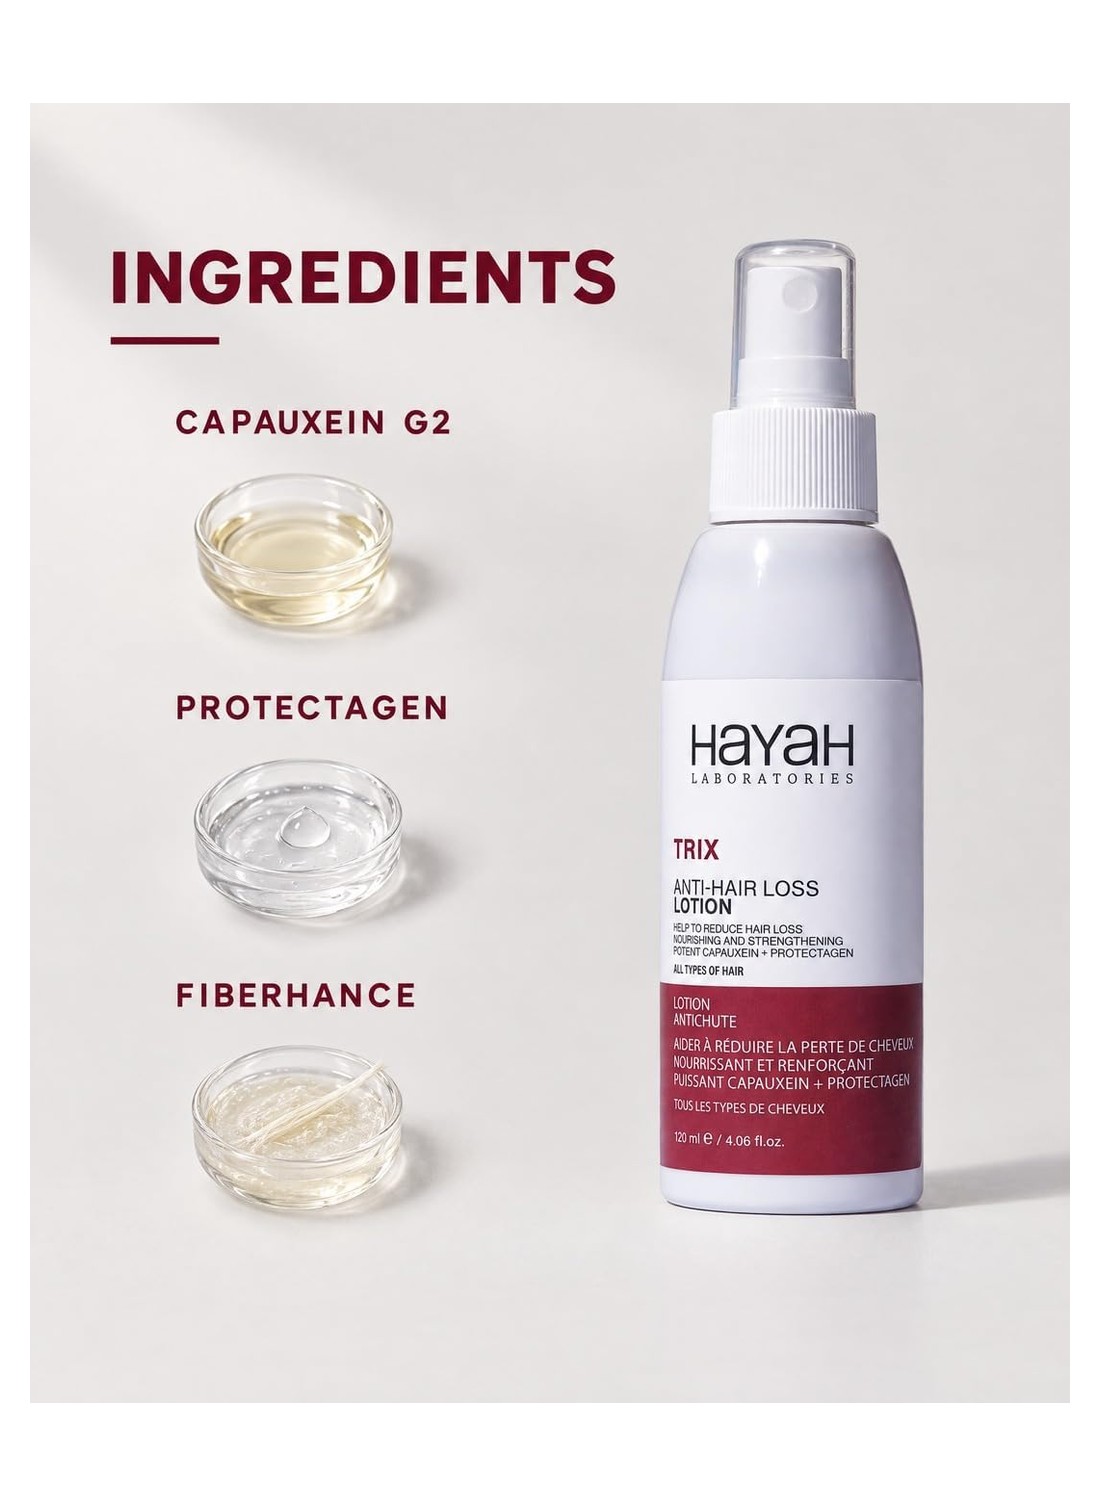 INGREDIENTS
CAPAUXEIN G2
PROTECTAGEN
FIBERHANCE
HAYAH
LABORATORIES
TRIX
ANTI-HAIR LOSS
LOTION
HELP TO REDUCE HAIR LOSS
NOURISHING AND STRENGTHENING
POTENT CAPAUXEIN + PROTECTAGEN
ALL TYPES OF HAIR
LOTION
ANTICHUTE
AIDER À RÉDUIRE LA PERTE DE CHEVEUX
NOURRISSANT ET RENFORÇANT
PUISSANT CAPAUXEIN + PROTECTAGEN
TOUS LES TYPES DE CHEVEUX
120 ml e / 4.06 fl.oz.